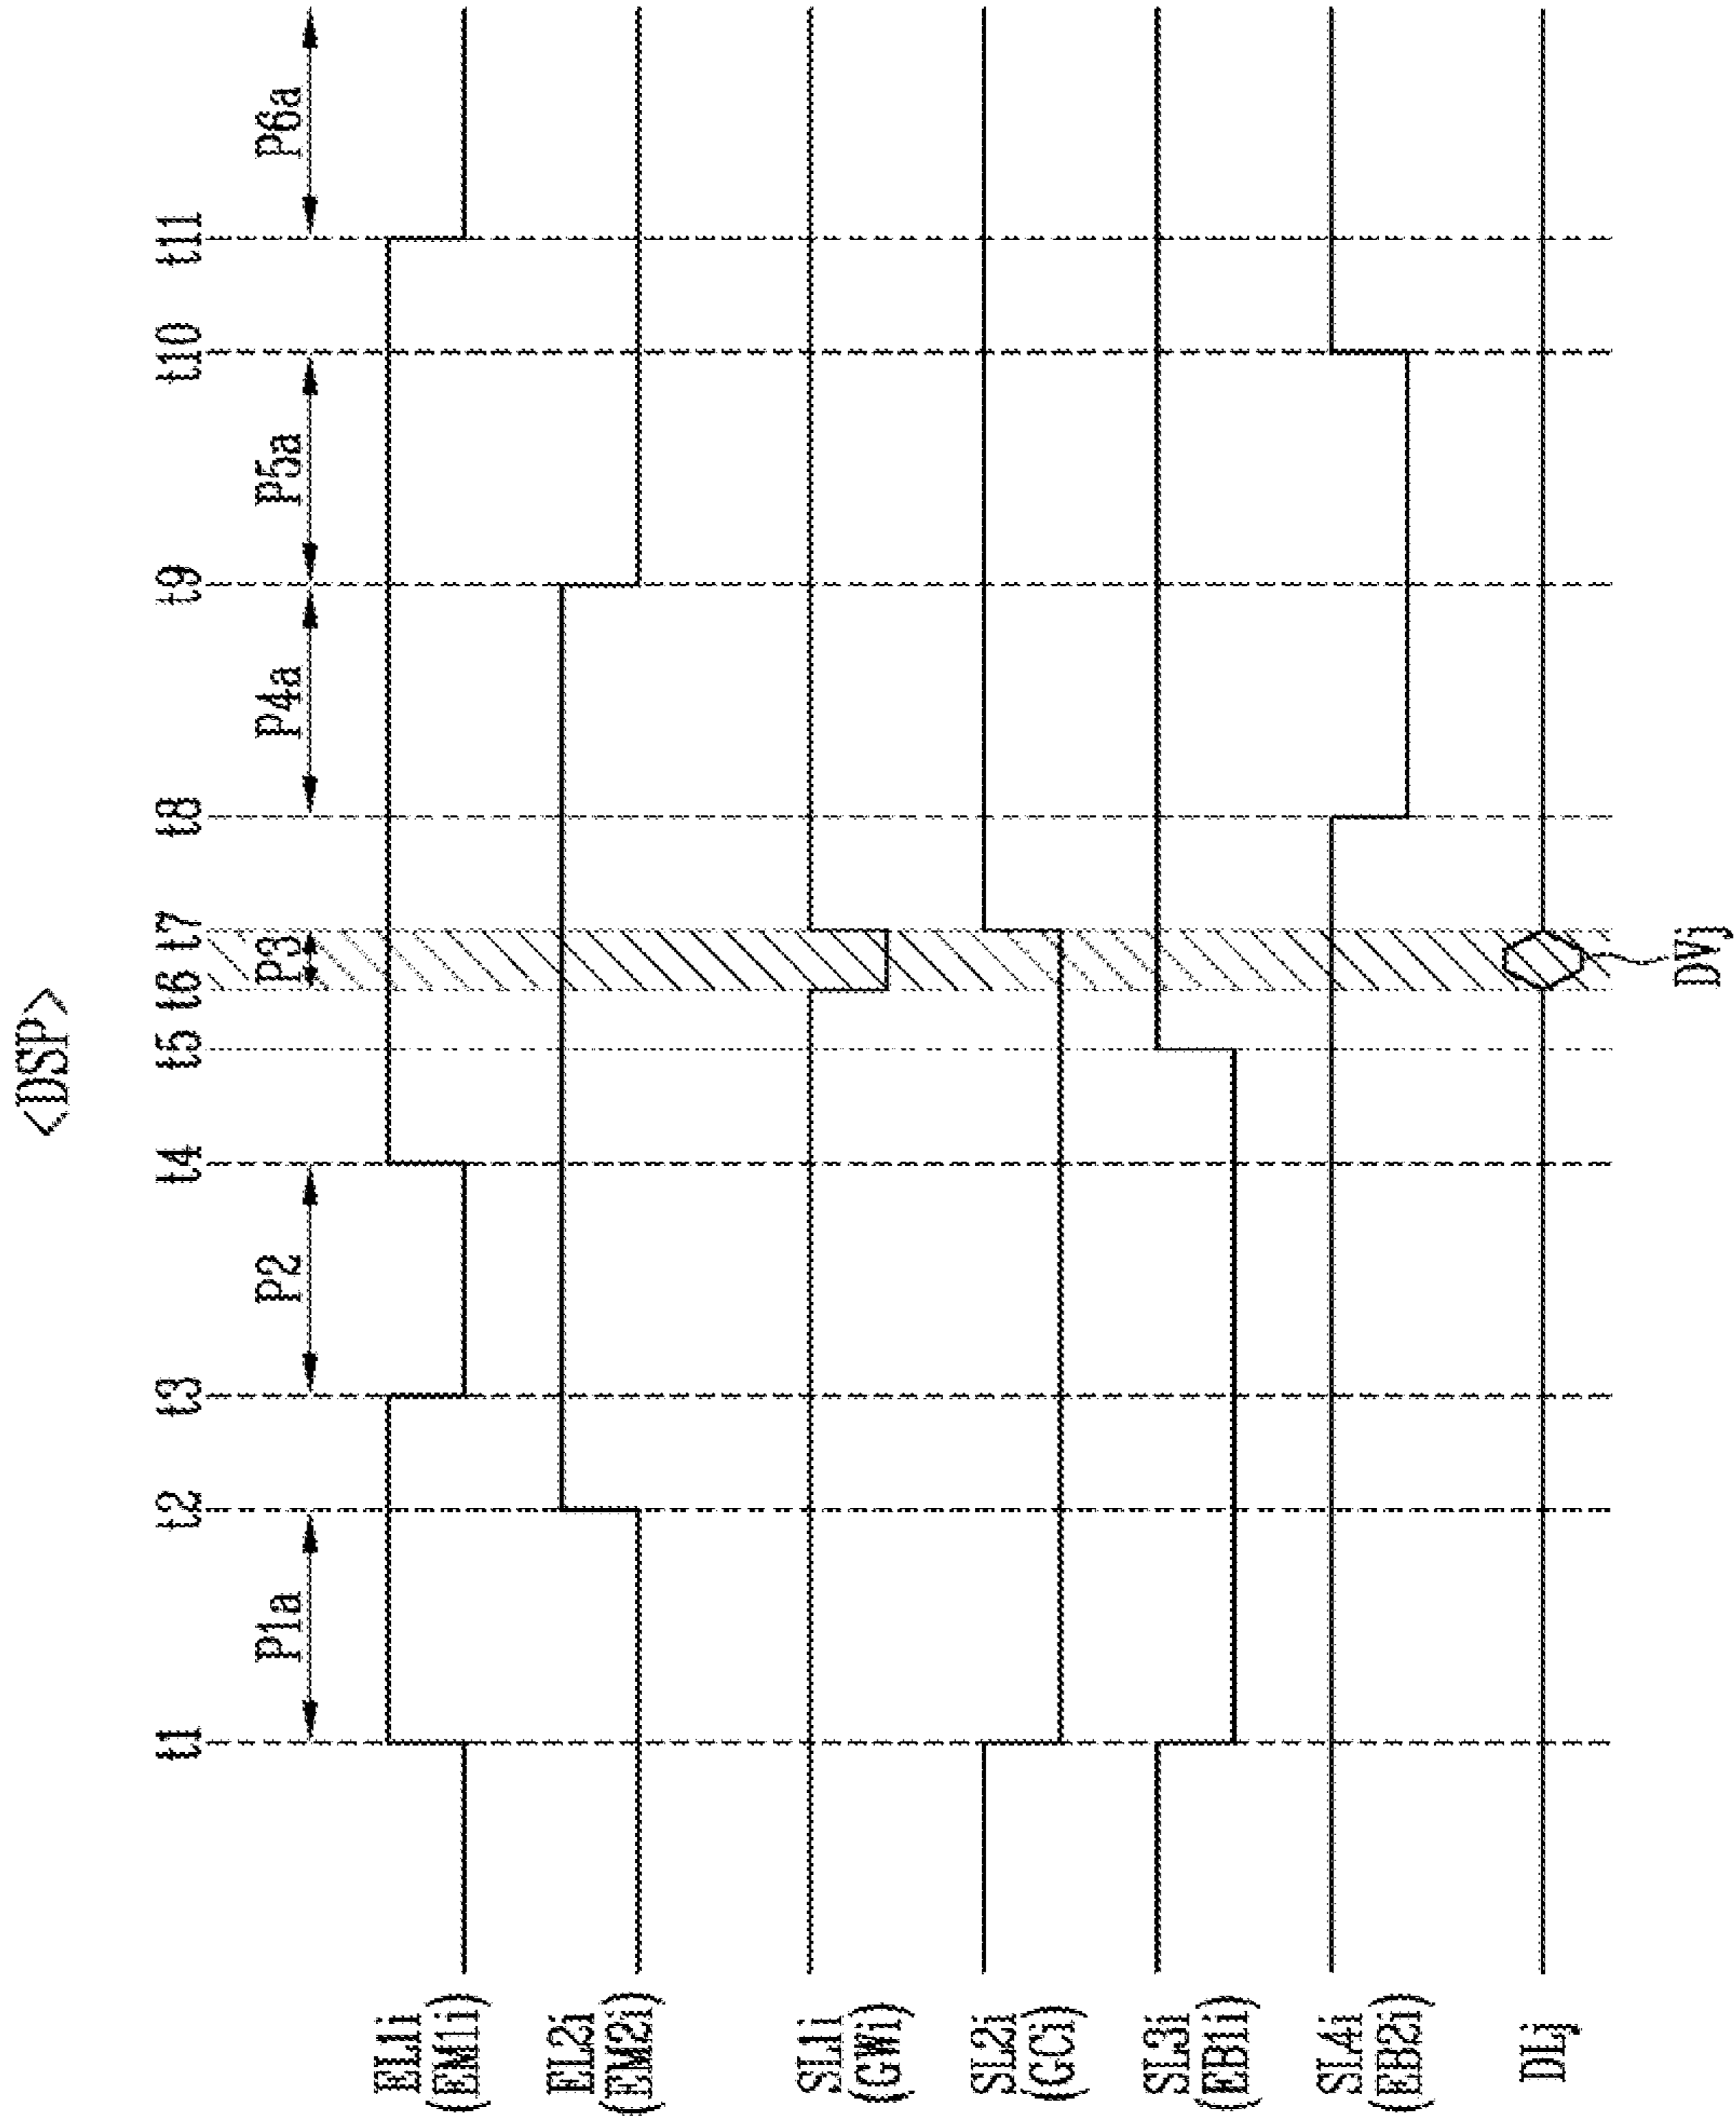 <DSP>
t1 t2 t3 t4 t5 t6 t7 t8 t9 t10 t11
P1a P2 P3 P4a P5a P6a
EL1i
(EM1i)
EL2i
(EM2i)
SL1i
(GWi)
SL2i
(GCi)
SL3i
(EB1i)
SL4i
(EB2i)
DLj
DVj